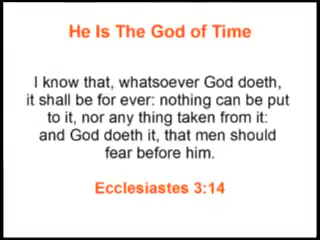 He Is The God of Time
I know that, whatsoever God doeth,
it shall be for ever: nothing can be put
to it, nor any thing taken from it:
and God doeth it, that men should
fear before him.
Ecclesiastes 3:14